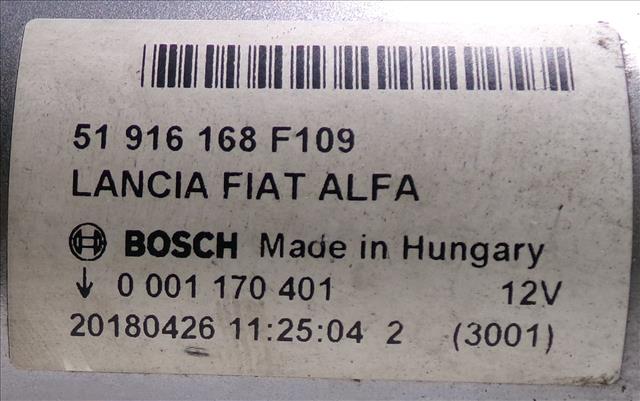 51 916 168 F109
LANCIA FIAT ALFA
BOSCH Made in Hungary
↓ 0 001 170 401 12V
20180426 11:25:04 2 (3001)